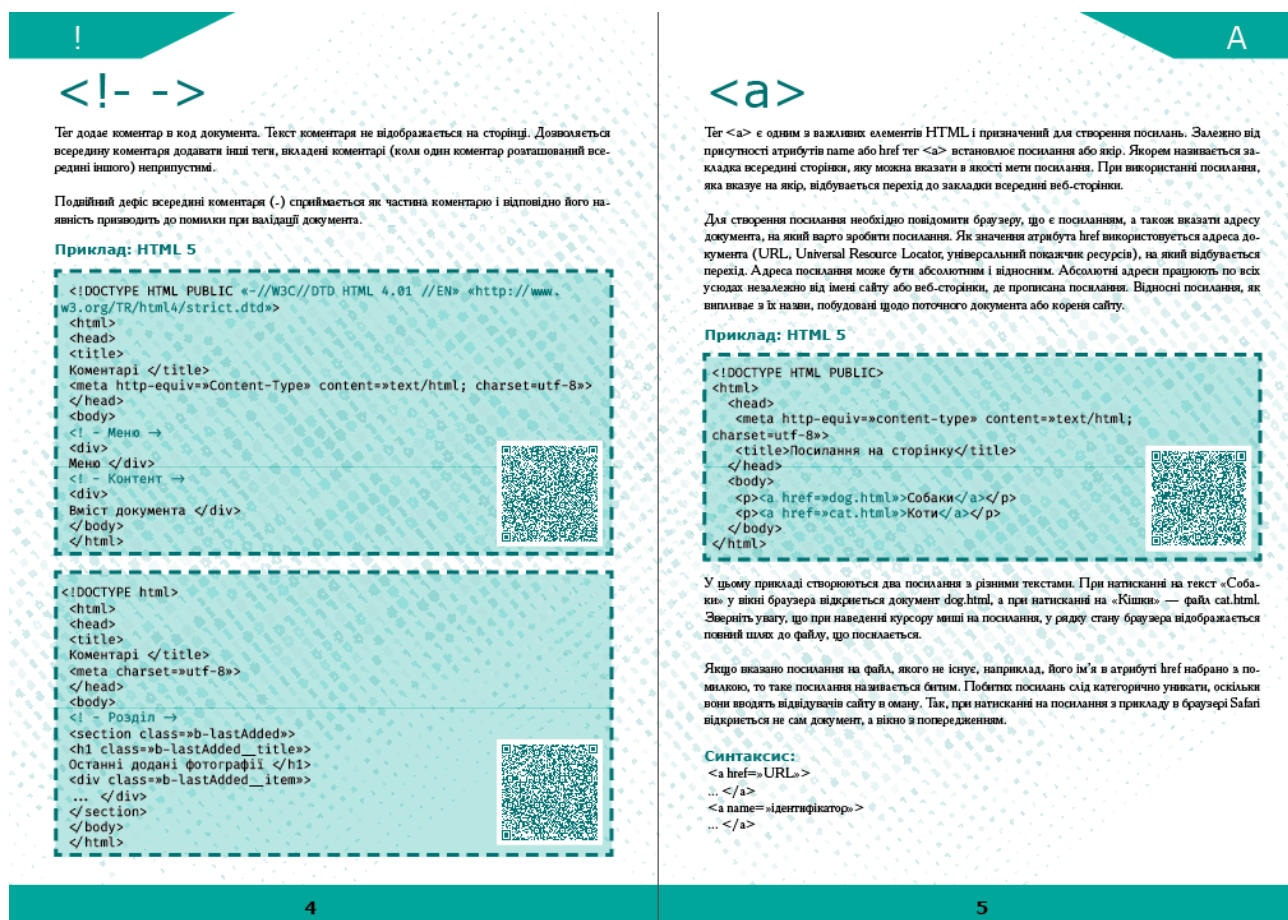 !
<!- ->
Тег додає коментар в код документа. Текст коментаря не відображається на сторінці. Дозволяється
всередину коментаря додавати інші теги, вкладені коментарі (коли один коментар розташований все-
редині іншого) неприпустимі.
Подвійний дефіс всередині коментаря (-) сприймається як частина коментарю і відповідно його на-
явність призводить до помилки при валідації документа.
Приклад: HTML 5
<!DOCTYPE HTML PUBLIC «-//W3C//DTD HTML 4.01 //EN» «http://www.
w3.org/TR/html4/strict.dtd»>
<html>
<head>
<title>
Коментарі </title>
<meta http-equiv=»Content-Type» content=»text/html; charset=utf-8»>
</head>
<body>
<! – Меню →
<div>
Меню </div>
<! – Контент →
<div>
Вміст документа </div>
</body>
</html>
<!DOCTYPE html>
<html>
<head>
<title>
Коментарі </title>
<meta charset=»utf-8»>
</head>
<body>
<! – Розділ →
<section class=»b-lastAdded»>
<h1 class=»b-lastAdded__title»>
Останні додані фотографії </h1>
<div class=»b-lastAdded__item»>
... </div>
</section>
</body>
</html>
4
A
<a>
Тег <a> є одним з важливих елементів HTML і призначений для створення посилань. Залежно від
присутності атрибутів name або href тег <a> встановлює посилання або якір. Якорем називається за-
кладка всередині сторінки, яку можна вказати в якості мети посилання. При використанні посилання,
яка вказує на якір, відбувається перехід до закладки всередині веб-сторінки.
Для створення посилання необхідно повідомити браузеру, що є посиланням, а також вказати адресу
документа, на який варто зробити посилання. Як значення атрибута href використовується адреса до-
кумента (URL, Universal Resource Locator, універсальний покажчик ресурсів), на який відбувається
перехід. Адреса посилання може бути абсолютним і відносним. Абсолютні адреси працюють по всіх
усюдах незалежно від імені сайту або веб-сторінки, де прописана посилання. Відносні посилання, як
випливає з їх назви, побудовані щодо поточного документа або кореня сайту.
Приклад: HTML 5
<!DOCTYPE HTML PUBLIC>
<html>
<head>
<meta http-equiv=»content-type» content=»text/html;
charset=utf-8»>
<title>Посилання на сторінку</title>
</head>
<body>
<p><a href=»dog.html»>Собаки</a></p>
<p><a href=»cat.html»>Коти</a></p>
</body>
</html>
У цьому прикладі створюються два посилання з різними текстами. При натисканні на текст «Соба-
ки» у вікні браузера відкриється документ dog.html, а при натисканні на «Кішки» — файл cat.html.
Зверніть увагу, що при наведенні курсору миші на посилання, у рядку стану браузера відображається
повний шлях до файлу, що посилається.
Якщо вказано посилання на файл, якого не існує, наприклад, його ім’я в атрибуті href набрано з по-
милкою, то таке посилання називається битим. Побитих посилань слід категорично уникати, оскільки
вони вводять відвідувачів сайту в оману. Так, при натисканні на посилання з прикладу в браузері Safari
відкриється не сам документ, а вікно з попередженням.
Синтаксис:
<a href=»URL»>
... </a>
<a name=»ідентифікатор»>
... </a>
5